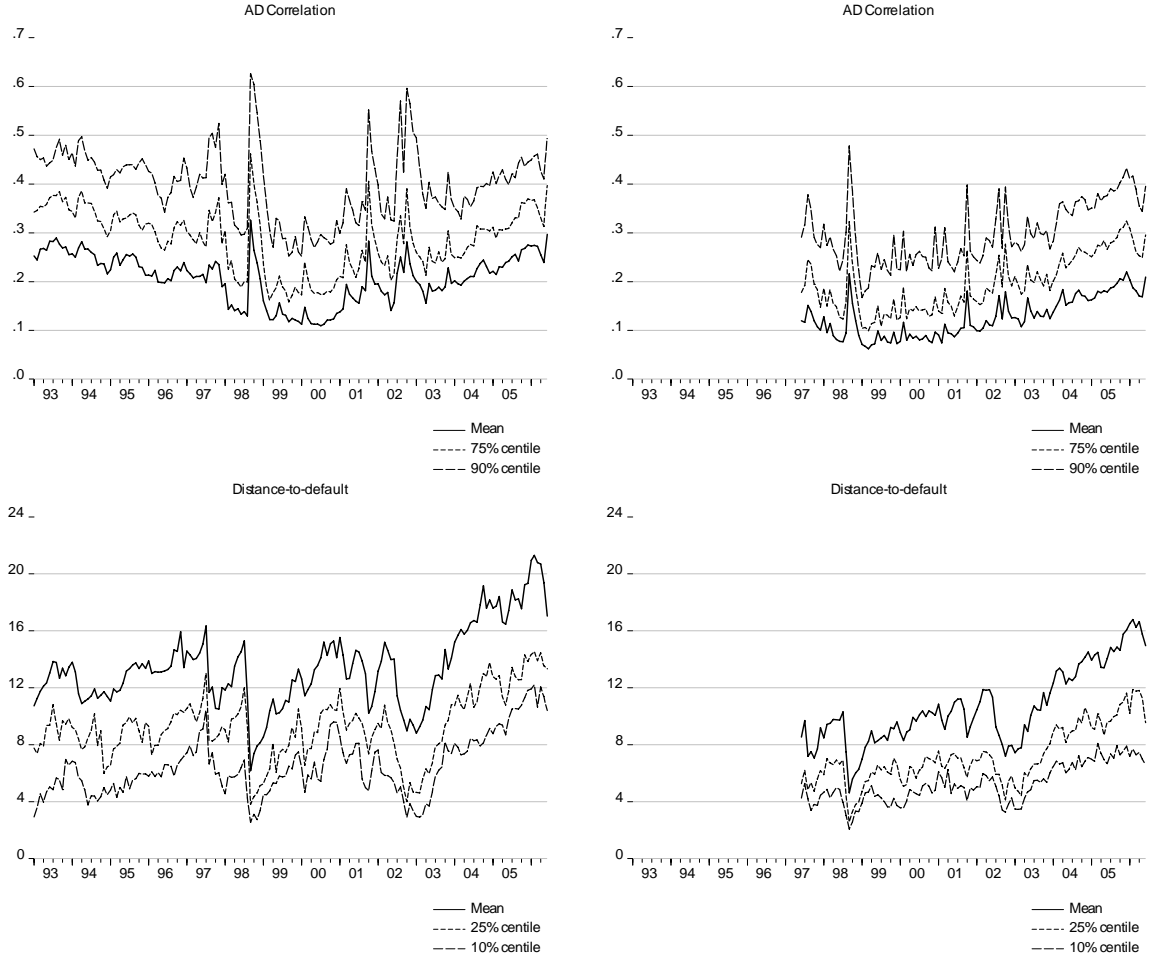 AD Correlation
.7
.6
.5
.4
.3
.2
.1
.0
93 94 95 96 97 98 99 00 01 02 03 04 05
Mean
75% centile
90% centile
AD Correlation
.7
.6
.5
.4
.3
.2
.1
.0
93 94 95 96 97 98 99 00 01 02 03 04 05
Mean
75% centile
90% centile
Distance-to-default
24
20
16
12
8
4
0
93 94 95 96 97 98 99 00 01 02 03 04 05
Mean
25% centile
10% centile
Distance-to-default
24
20
16
12
8
4
0
93 94 95 96 97 98 99 00 01 02 03 04 05
Mean
25% centile
10% centile